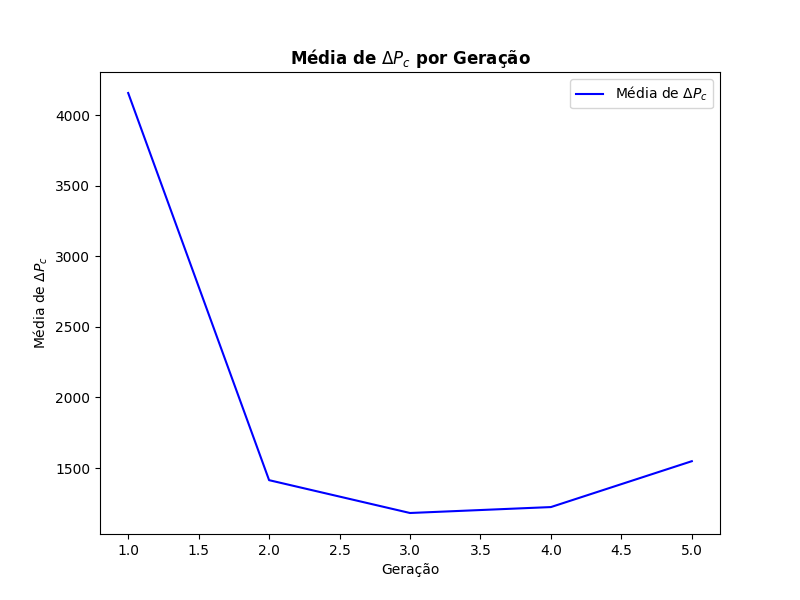 Média de ΔP_c por Geração
Média de ΔP_c
4000
3500
3000
2500
2000
1500
Média de ΔP_c
1.0 1.5 2.0 2.5 3.0 3.5 4.0 4.5 5.0
Geração